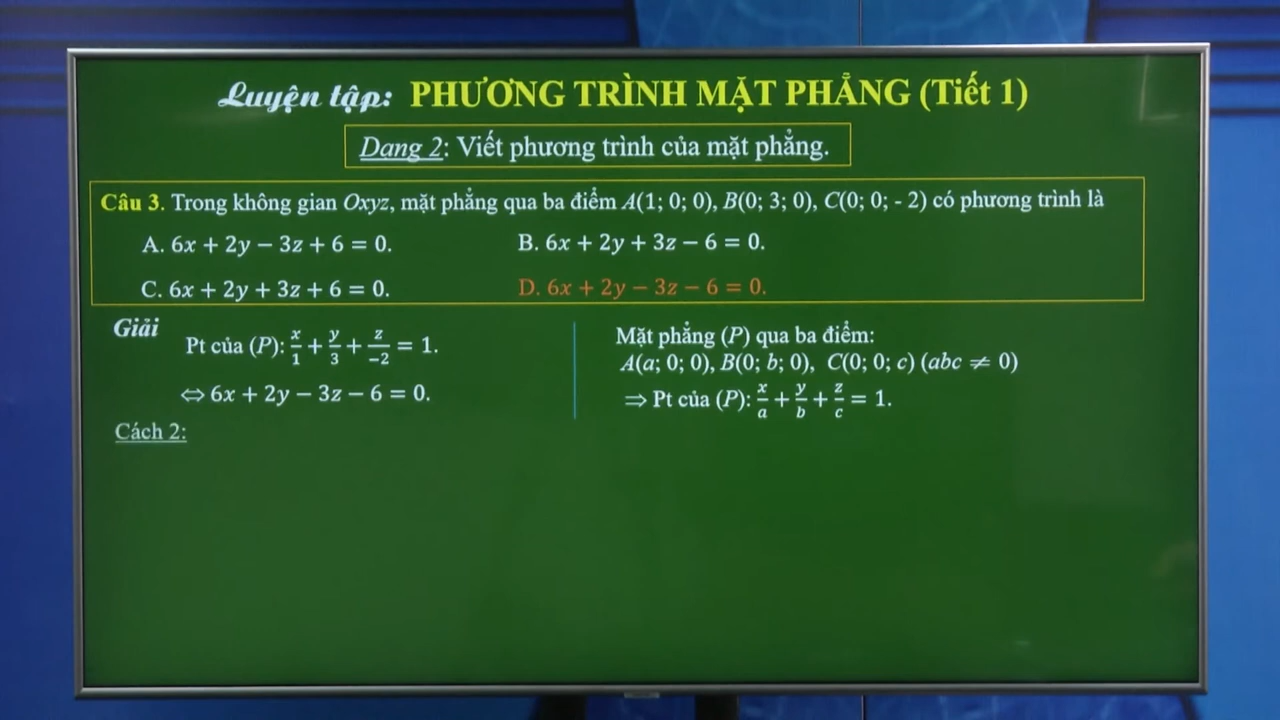 Luyện tập: PHƯƠNG TRÌNH MẶT PHẲNG (Tiết 1)
Dạng 2: Viết phương trình của mặt phẳng.
Câu 3. Trong không gian Oxyz, mặt phẳng qua ba điểm A(1; 0; 0), B(0; 3; 0), C(0; 0; - 2) có phương trình là
A. 6x + 2y − 3z + 6 = 0. B. 6x + 2y + 3z − 6 = 0.
C. 6x + 2y + 3z + 6 = 0. D. 6x + 2y − 3z − 6 = 0.
Giải
Pt của (P): x/1 + y/3 + z/−2 = 1.
⇔ 6x + 2y − 3z − 6 = 0.
Cách 2:
Mặt phẳng (P) qua ba điểm:
A(a; 0; 0), B(0; b; 0), C(0; 0; c) (abc ≠ 0)
⇒ Pt của (P): x/a + y/b + z/c = 1.